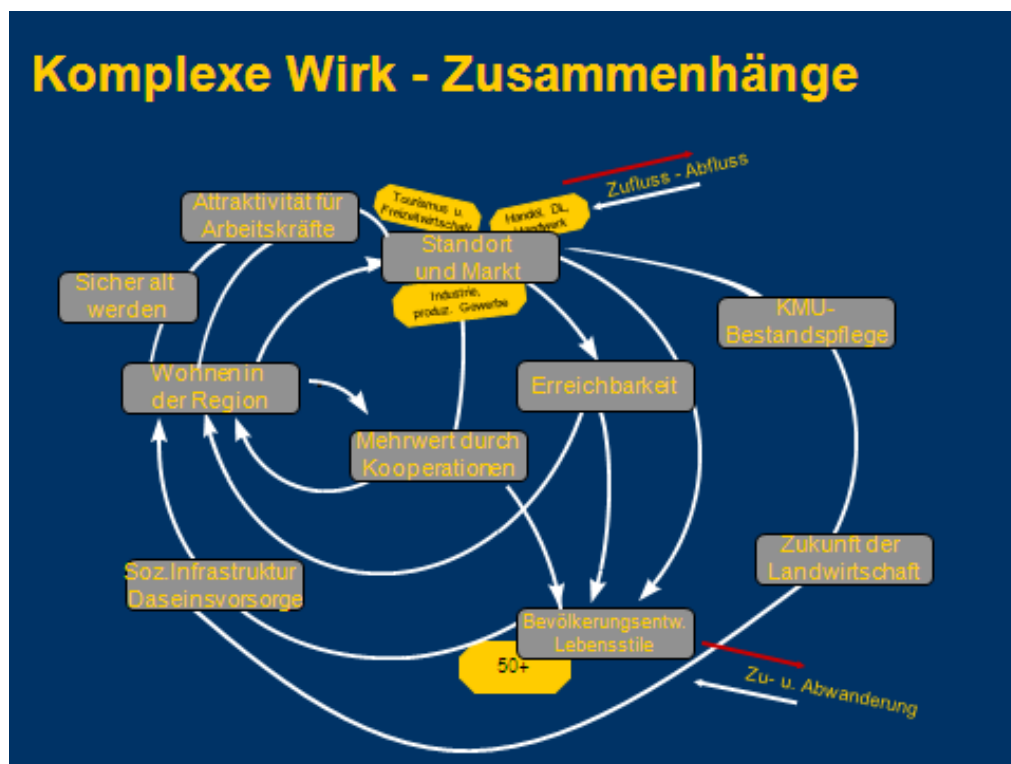 Komplexe Wirk - Zusammenhänge
Zufluss - Abfluss
Attraktivität für
Arbeitskräfte
Tourismus u.
Freizeitwirtschaft
Handel, DL,
Handwerk
Standort
und Markt
Sicher alt
werden
Industrie,
produz. Gewerbe
KMU-
Bestandspflege
Wohnen in
der Region
Erreichbarkeit
Mehrwert durch
Kooperationen
Zukunft der
Landwirtschaft
Soz.Infrastruktur
Daseinsvorsorge
Bevölkerungsentw.
Lebensstile
50+
Zu- u. Abwanderung